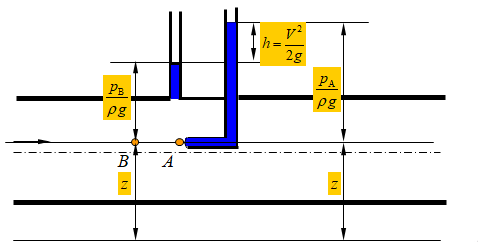 h = V²/2g
p_B/ρg
p_A/ρg
B A
z z